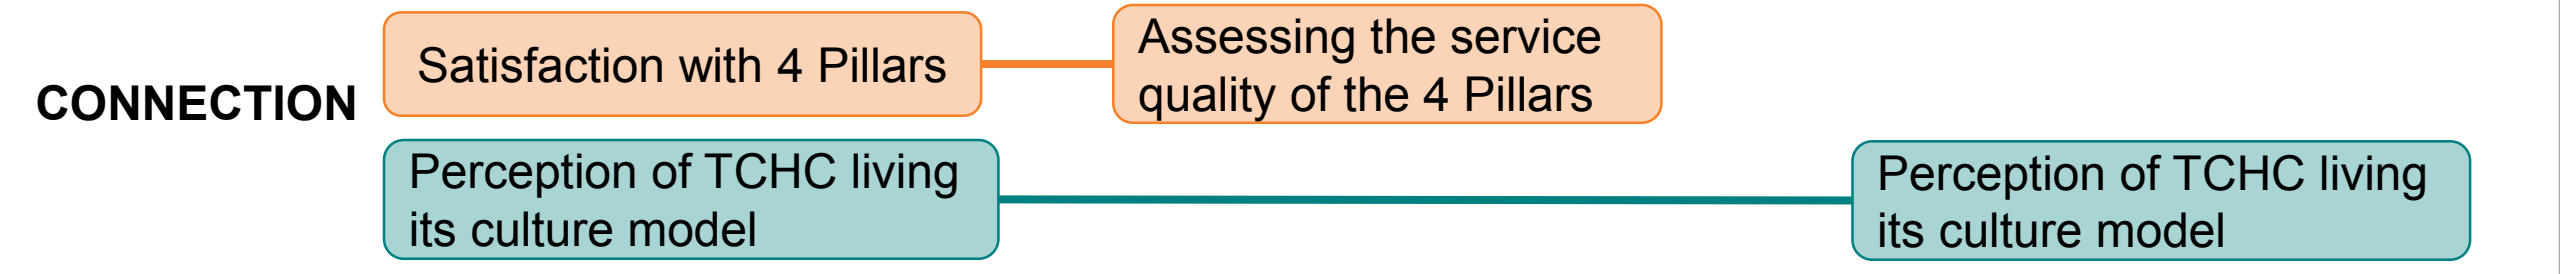 CONNECTION
Satisfaction with 4 Pillars
Assessing the service
quality of the 4 Pillars
Perception of TCHC living
its culture model
Perception of TCHC living
its culture model